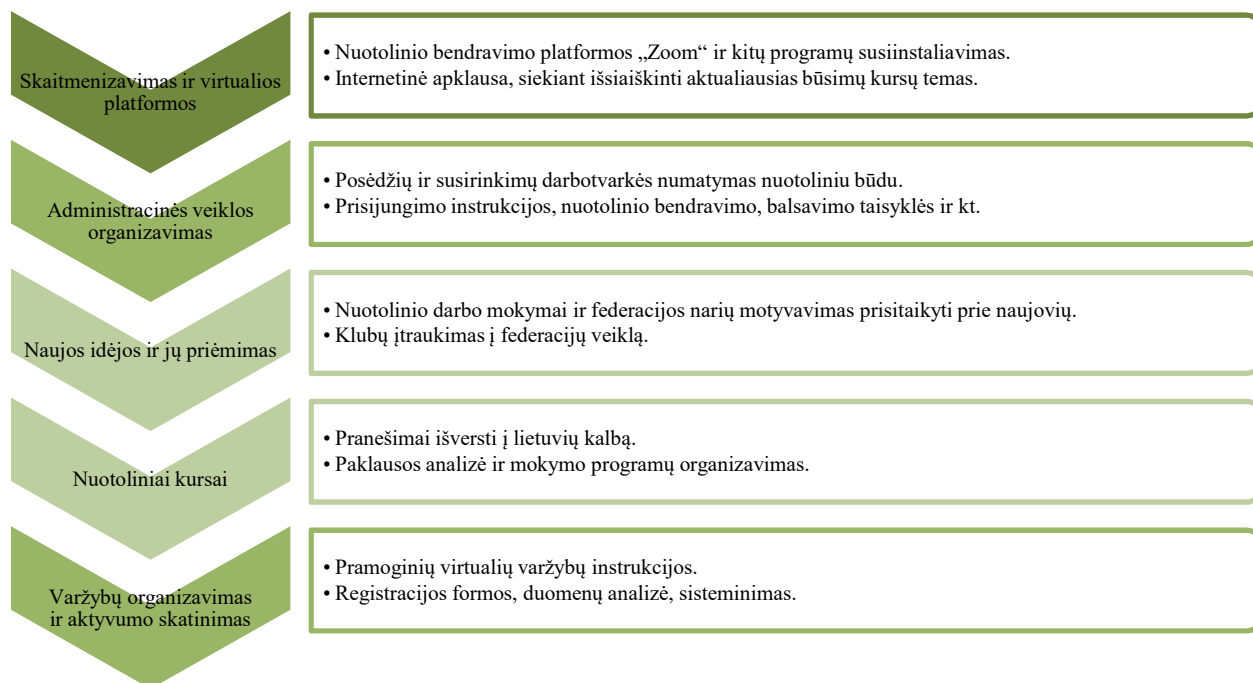 Skaitmenizavimas ir virtualios
platformos
• Nuotolinio bendravimo platformos „Zoom“ ir kitų programų susiinstaliavimas.
• Internetinė apklausa, siekiant išsiaiškinti aktualiausias būsimų kursų temas.
Administracinės veiklos
organizavimas
• Posėdžių ir susirinkimų darbotvarkės numatymas nuotoliniu būdu.
• Prisijungimo instrukcijos, nuotolinio bendravimo, balsavimo taisyklės ir kt.
Naujos idėjos ir jų priėmimas
• Nuotolinio darbo mokymai ir federacijos narių motyvavimas prisitaikyti prie naujovių.
• Klubų įtraukimas į federacijų veiklą.
Nuotoliniai kursai
• Pranešimai išversti į lietuvių kalbą.
• Paklausos analizė ir mokymo programų organizavimas.
Varžybų organizavimas
ir aktyvumo skatinimas
• Pramoginių virtualių varžybų instrukcijos.
• Registracijos formos, duomenų analizė, sisteminimas.